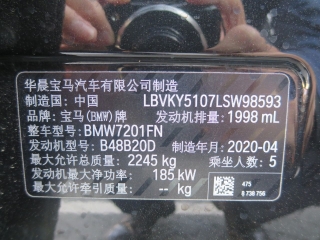 华晨宝马汽车有限公司制造
制造国: 中国 LBVKY5107LSW98593
品牌: 宝马(BMW)牌 发动机排量: 1998 mL
整车型号: BMW7201FN
发动机型号: B48B20D 制造年月: 2020-04
最大允许总质量: 2245 kg 乘坐人数: 5
发动机最大净功率: 185 kW
最大允许牵引质量: -- kg
475
8 738 756